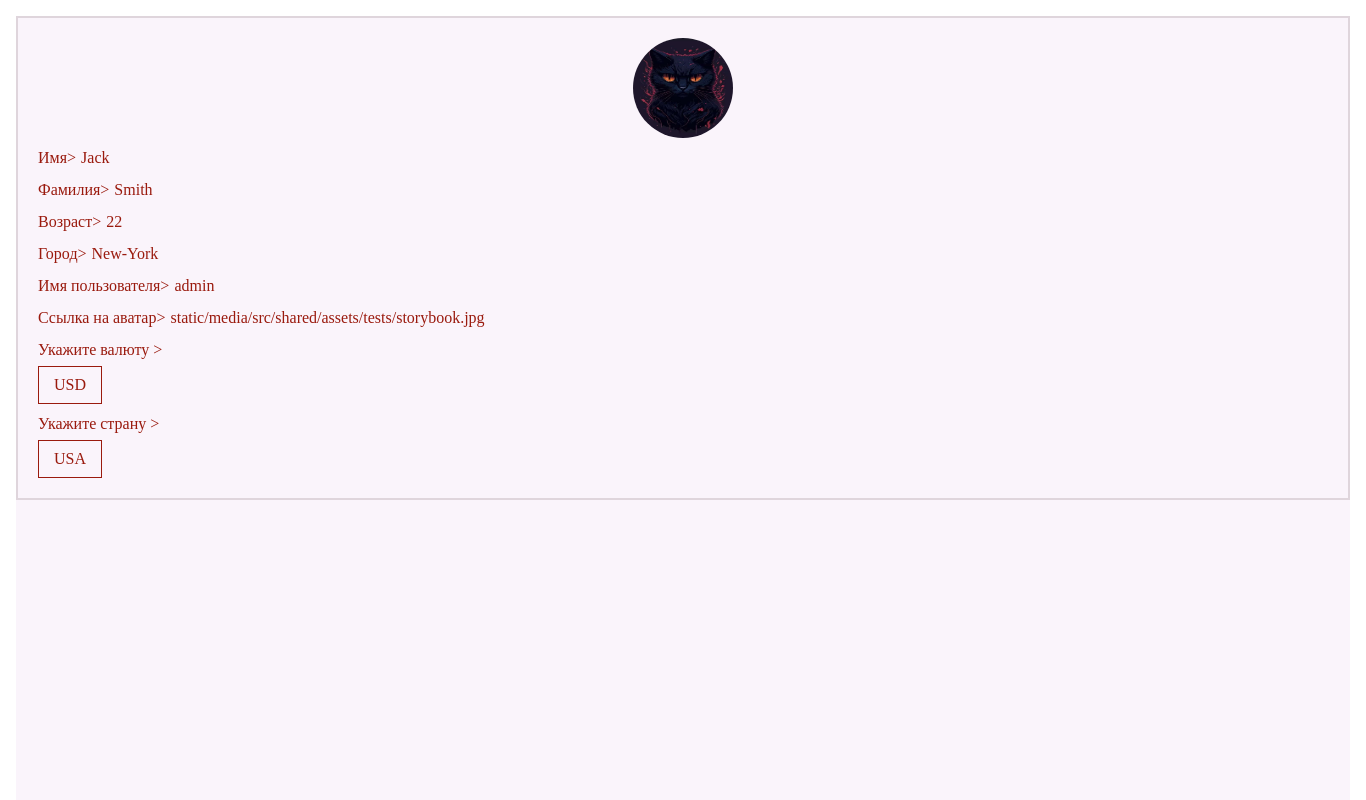 Имя> Jack
Фамилия> Smith
Возраст> 22
Город> New-York
Имя пользователя> admin
Ссылка на аватар> static/media/src/shared/assets/tests/storybook.jpg
Укажите валюту >
USD
Укажите страну >
USA